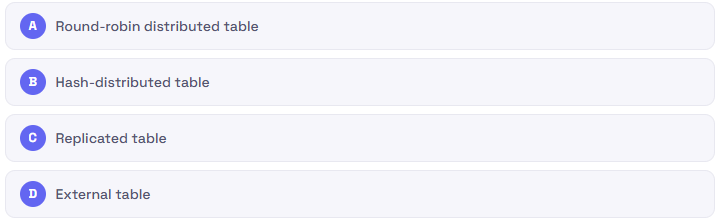 A Round-robin distributed table
B Hash-distributed table
C Replicated table
D External table